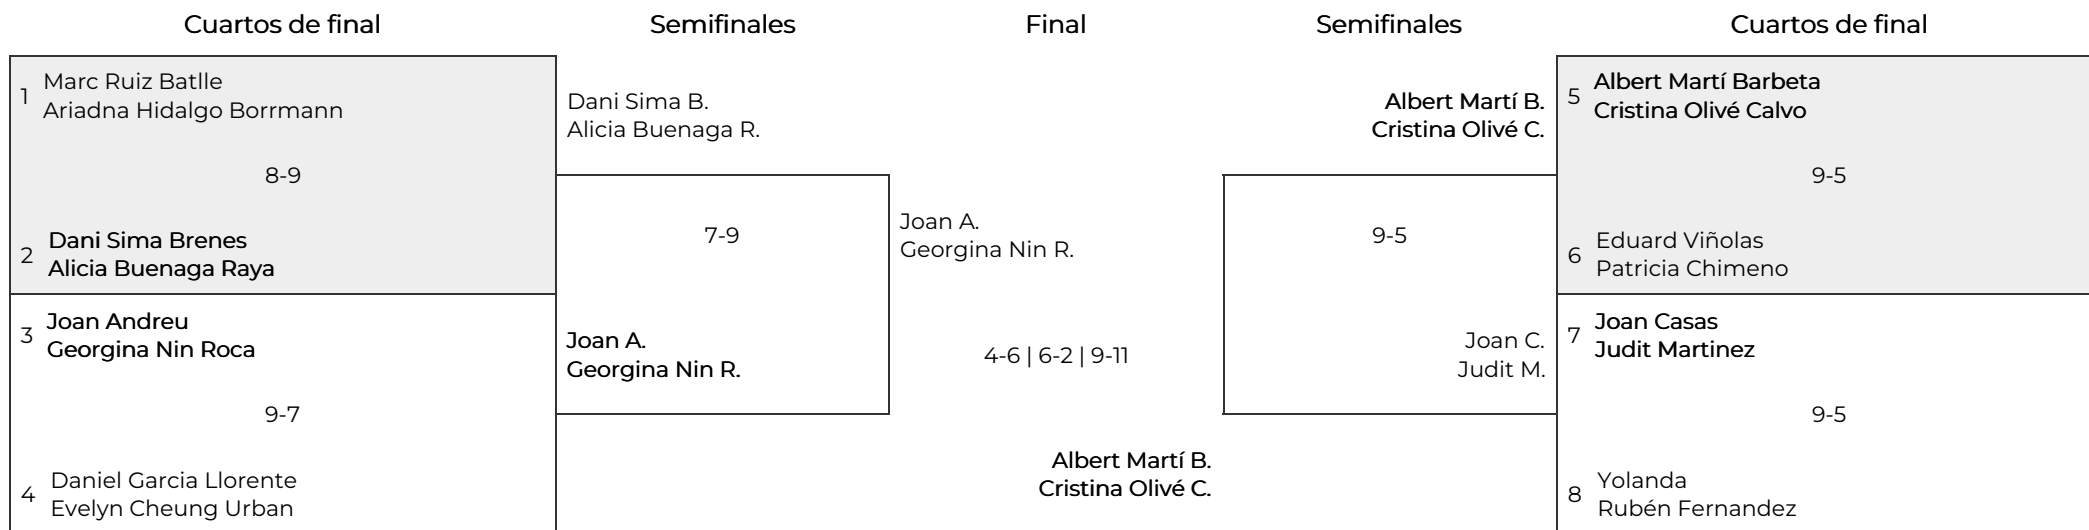 Cuartos de final
Semifinales
Final
Semifinales
Cuartos de final
1
Marc Ruiz Batlle
Ariadna Hidalgo Borrmann
8-9
2
Dani Sima Brenes
Alicia Buenaga Raya
3
Joan Andreu
Georgina Nin Roca
9-7
4
Daniel Garcia Llorente
Evelyn Cheung Urban
Dani Sima B.
Alicia Buenaga R.
7-9
Joan A.
Georgina Nin R.
Joan A.
Georgina Nin R.
4-6 | 6-2 | 9-11
Albert Martí B.
Cristina Olivé C.
Albert Martí B.
Cristina Olivé C.
9-5
Joan C.
Judit M.
5
Albert Martí Barbeta
Cristina Olivé Calvo
9-5
6
Eduard Viñolas
Patricia Chimeno
7
Joan Casas
Judit Martinez
9-5
8
Yolanda
Rubén Fernandez